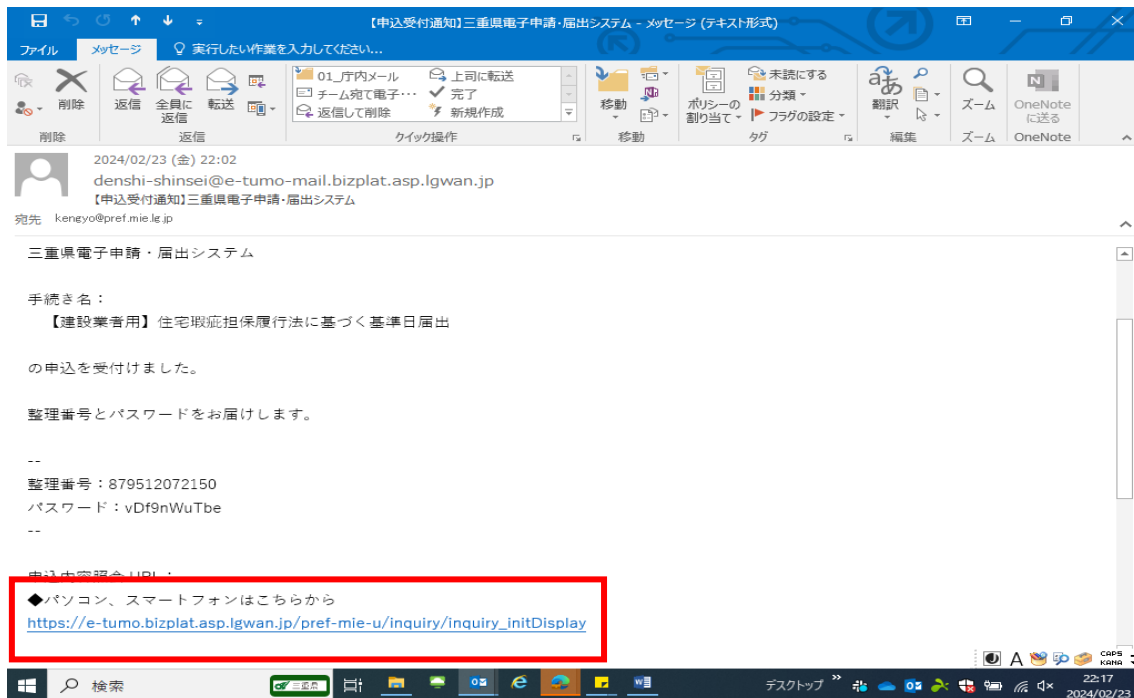 【申込受付通知】三重県電子申請・届出システム - メッセージ (テキスト形式)
ファイル メッセージ 実行したい作業を入力してください...
削除 返信 全員に返信 転送
01_庁内メール 上司に転送
チーム宛て電子… 完了
返信して削除 新規作成
移動 ポリシーの割り当て
未読にする
分類
フラグの設定
翻訳 ズーム OneNote に送る
削除 返信 クイック操作 移動 タグ 編集 ズーム OneNote
2024/02/23 (金) 22:02
denshi-shinsei@e-tumo-mail.bizplat.asp.lgwan.jp
【申込受付通知】三重県電子申請・届出システム
宛先 kengyo@pref.mie.lg.jp
三重県電子申請・届出システム
手続き名：
【建設業者用】住宅瑕疵担保履行法に基づく基準日届出
の申込を受付けました。
整理番号とパスワードをお届けします。
--
整理番号：879512072150
パスワード：vDf9nWuTbe
--
申込内容照会 URL：
◆パソコン、スマートフォンはこちらから
https://e-tumo.bizplat.asp.lgwan.jp/pref-mie-u/inquiry/inquiry_initDisplay
A CAPS
KANA
検索 三重県 デスクトップ 22:17
2024/02/23